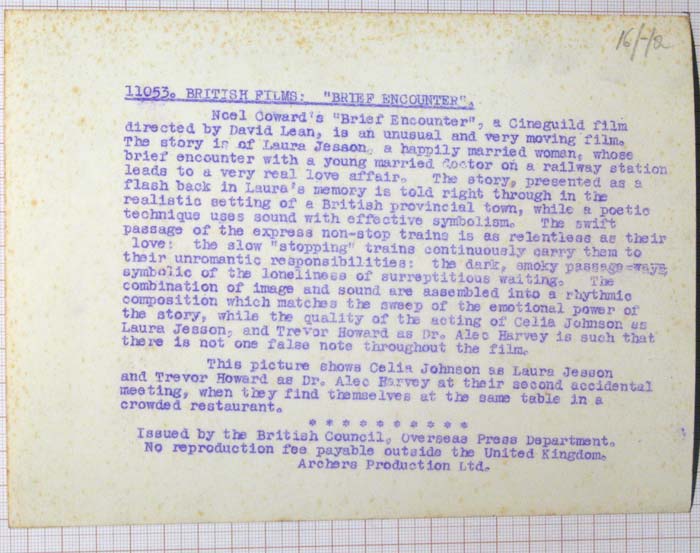 16/-/2
11053. BRITISH FILMS: "BRIEF ENCOUNTER".
Noel Coward's "Brief Encounter", a Cineguild film
directed by David Lean, is an unusual and very moving film.
The story is of Laura Jesson, a happily married woman, whose
brief encounter with a young married doctor on a railway station
leads to a very real love affair. The story, presented as a
flash back in Laura's memory is told right through in the
realistic setting of a British provincial town, while a poetic
technique uses sound with effective symbolism. The swift
passage of the express non-stop trains is as relentless as their
love: the slow "stopping" trains continuously carry them to
their unromantic responsibilities: the dark, smoky passage-ways
symbolic of the loneliness of surreptitious waiting. The
combination of image and sound are assembled into a rhythmic
composition which matches the sweep of the emotional power of
the story, while the quality of the acting of Celia Johnson as
Laura Jesson, and Trevor Howard as Dr. Alec Harvey is such that
there is not one false note throughout the film.
This picture shows Celia Johnson as Laura Jesson
and Trevor Howard as Dr. Alec Harvey at their second accidental
meeting, when they find themselves at the same table in a
crowded restaurant.
* * * * * * * * * *
Issued by the British Council, Overseas Press Department.
No reproduction fee payable outside the United Kingdom.
Archers Production Ltd.